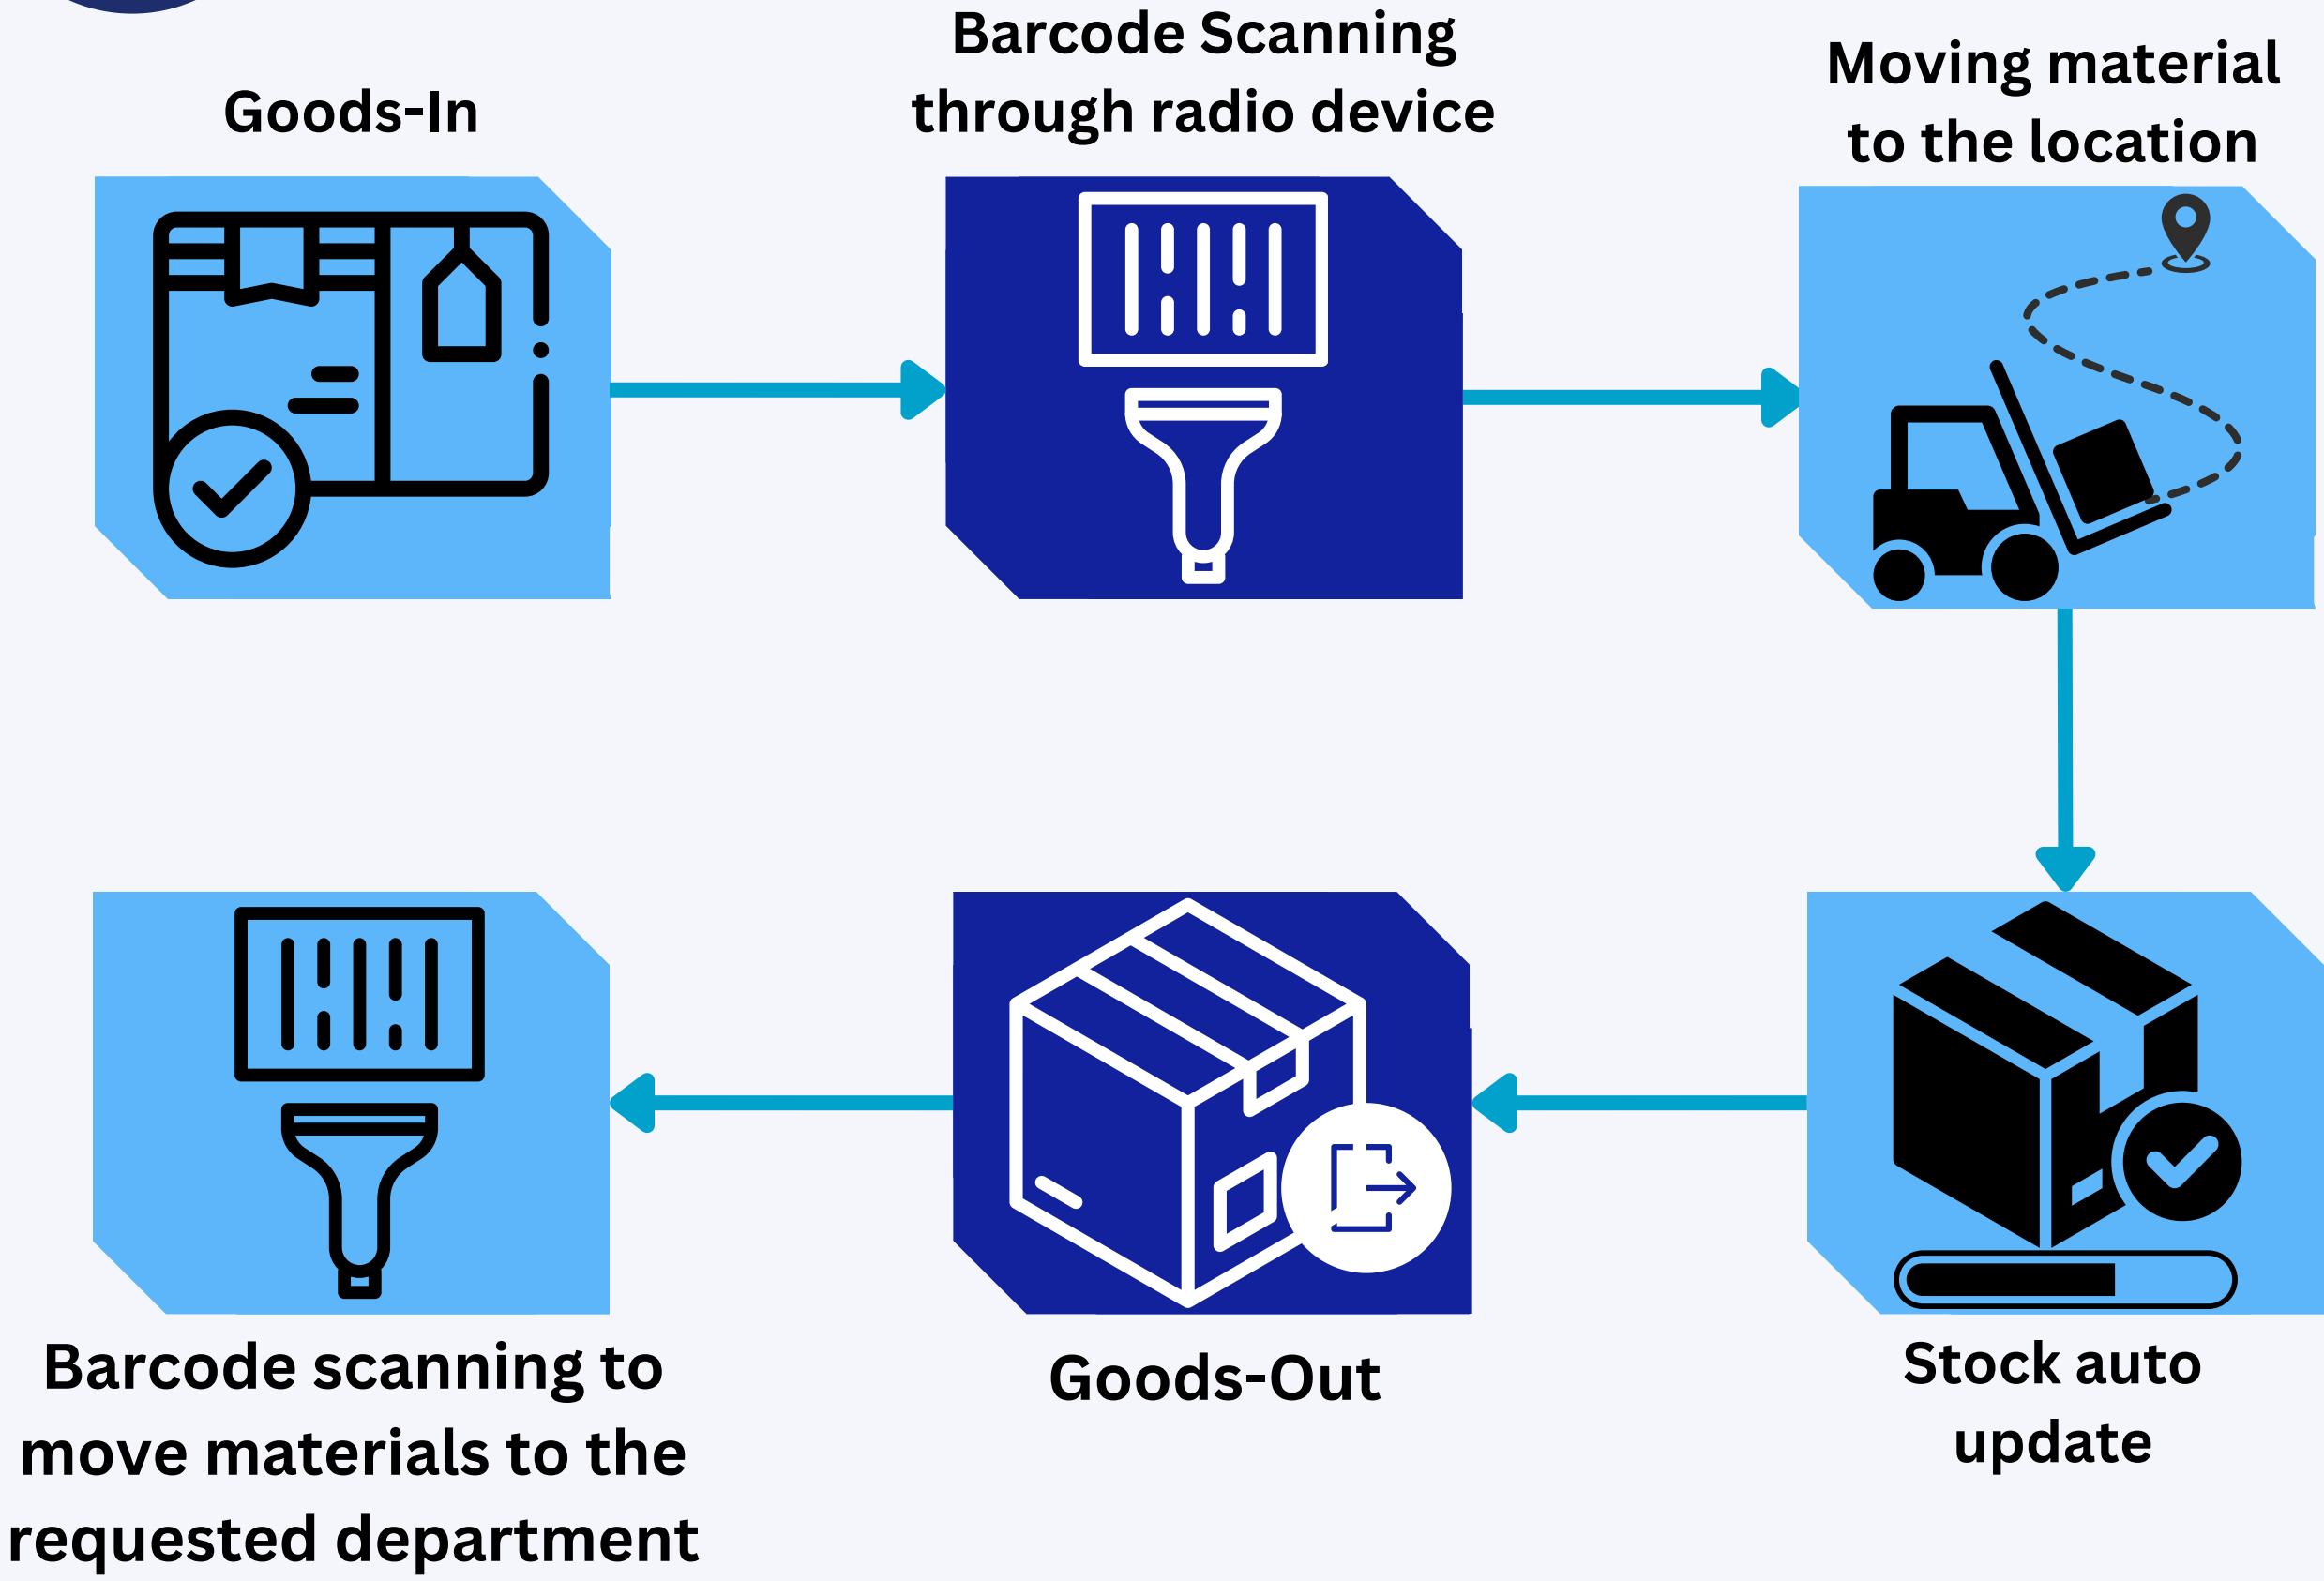 Goods-In
Barcode Scanning
through radio device
Moving material
to the location
Stock auto
update
Goods-Out
Barcode scanning to
move materials to the
requested department